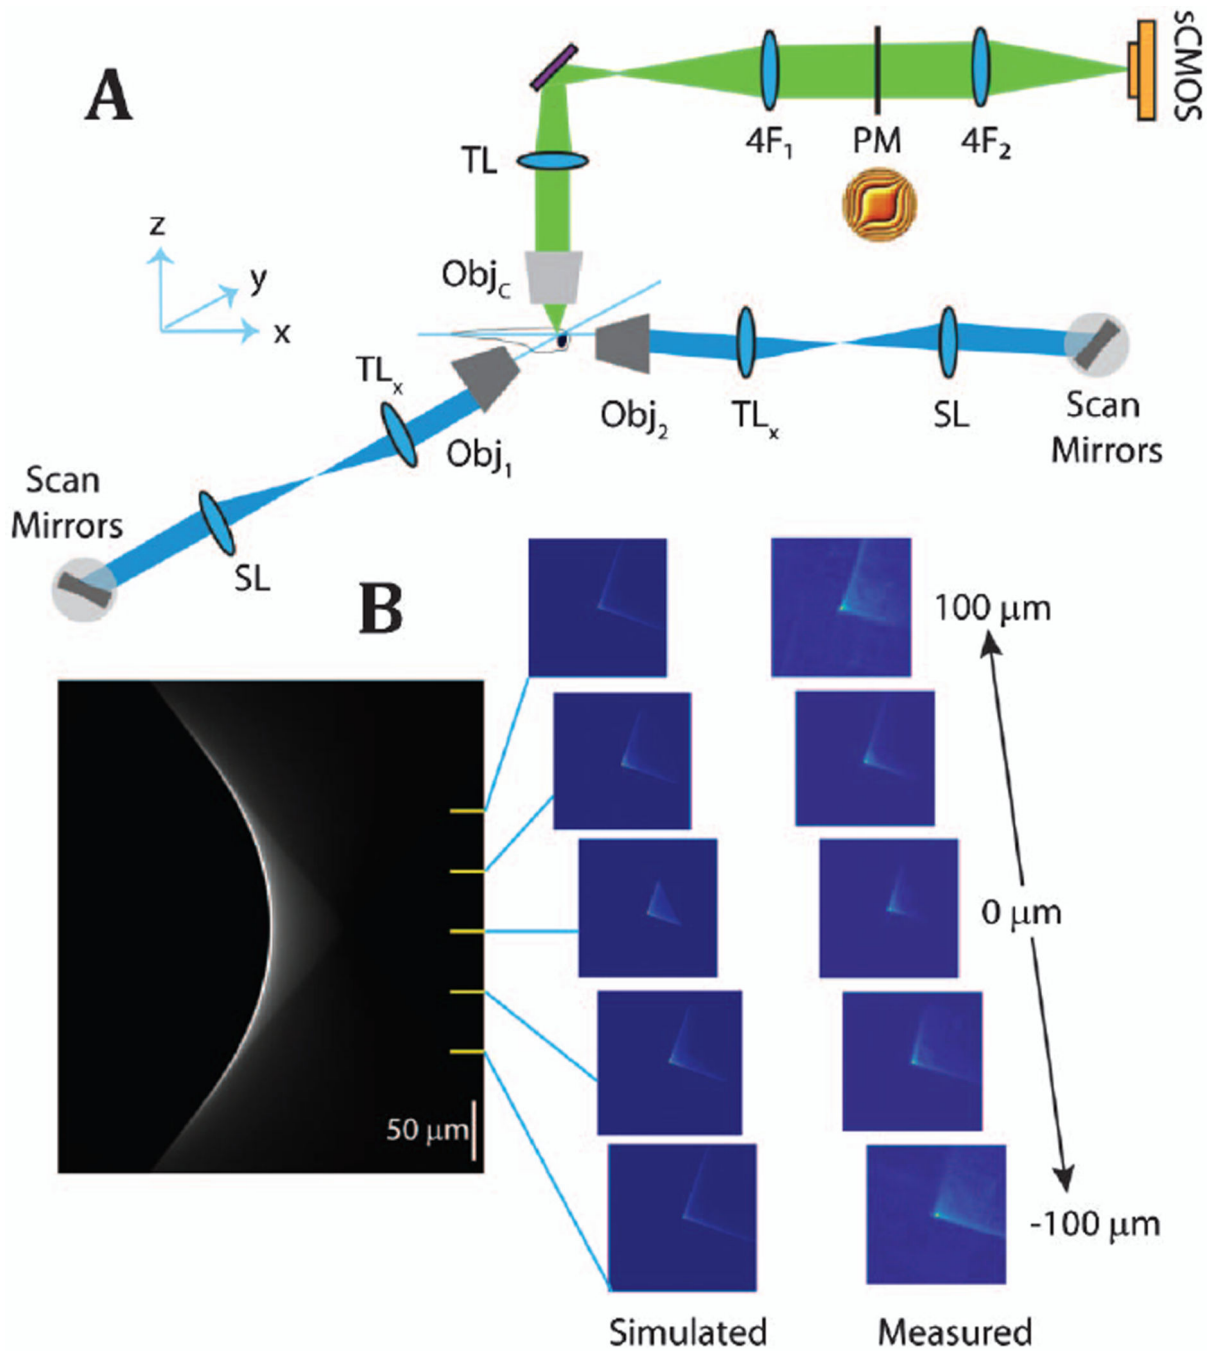 A
sCMOS
4F1
PM
4F2
TL
z
y
x
ObjC
TLx
Obj1
Obj2
TLx
SL
Scan
Mirrors
Scan
Mirrors
SL
B
100 μm
0 μm
-100 μm
50 μm
Simulated
Measured